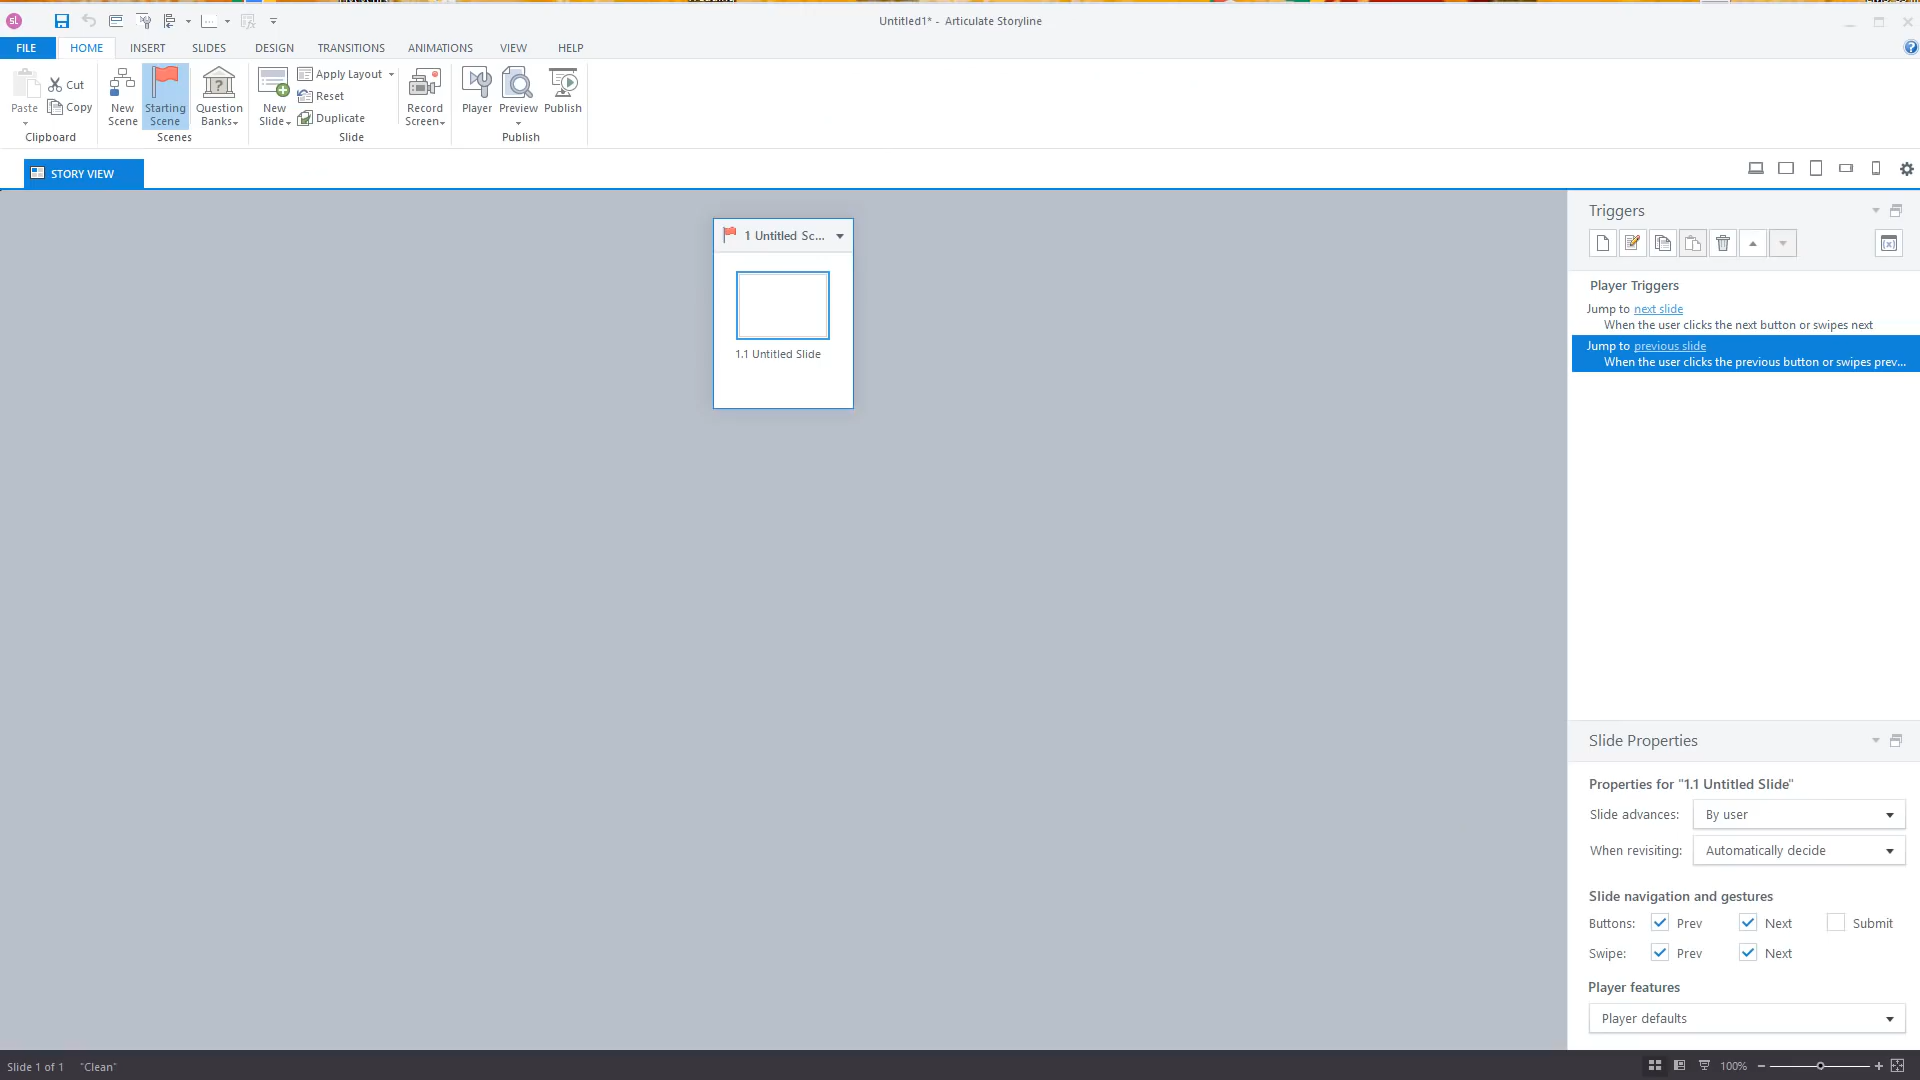 Untitled1* - Articulate Storyline
FILE HOME INSERT SLIDES DESIGN TRANSITIONS ANIMATIONS VIEW HELP
Paste
Cut
Copy
Clipboard
New Scene
Starting Scene
Question Banks
Scenes
New Slide
Apply Layout
Reset
Duplicate
Slide
Record Screen
Player
Preview
Publish
Publish
STORY VIEW
1 Untitled Sc...
1.1 Untitled Slide
Triggers
Player Triggers
Jump to next slide
When the user clicks the next button or swipes next
Jump to previous slide
When the user clicks the previous button or swipes prev...
Slide Properties
Properties for "1.1 Untitled Slide"
Slide advances: By user
When revisiting: Automatically decide
Slide navigation and gestures
Buttons: Prev Next Submit
Swipe: Prev Next
Player features
Player defaults
Slide 1 of 1 "Clean" 100%